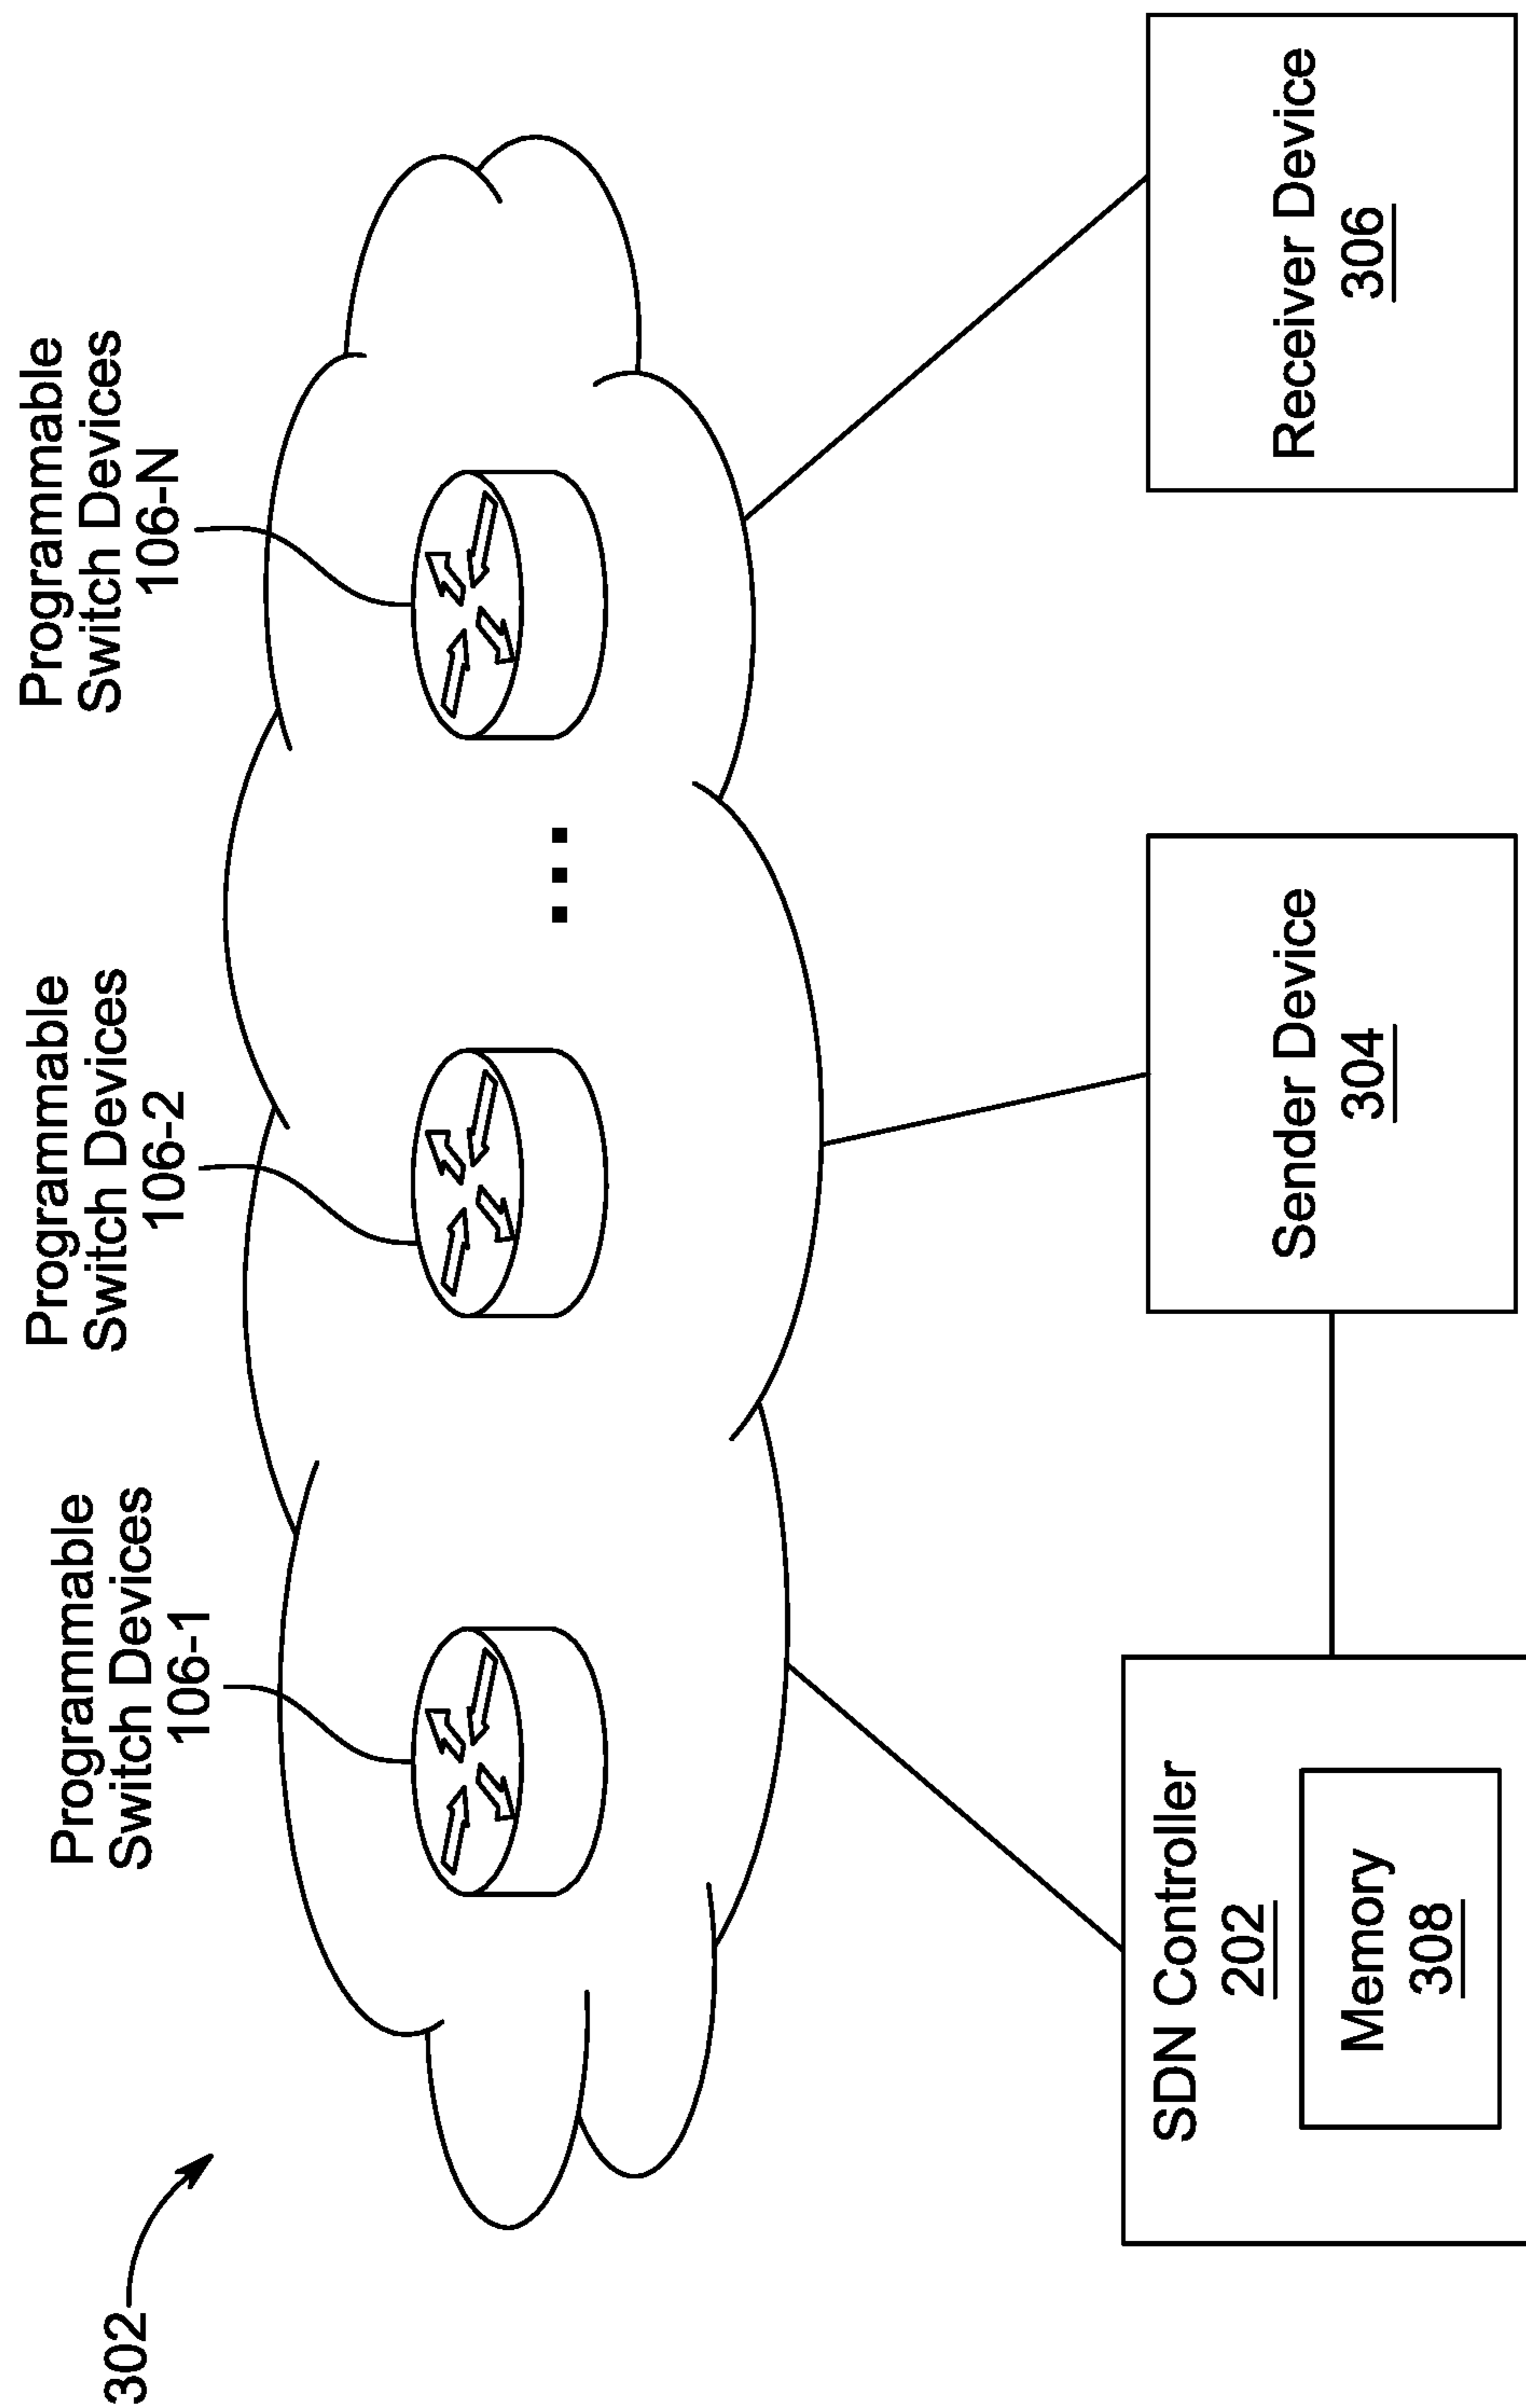 302
Programmable
Switch Devices
106-1
Programmable
Switch Devices
106-2
Programmable
Switch Devices
106-N
...
SDN Controller
202
Memory
308
Sender Device
304
Receiver Device
306